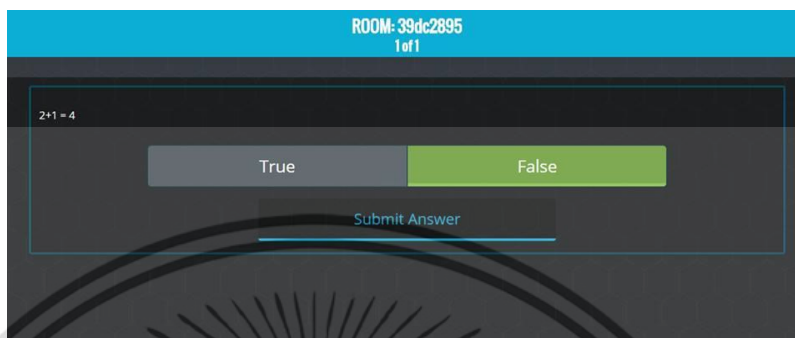 ROOM: 39dc2895
1 of 1
2+1 = 4
True False
Submit Answer